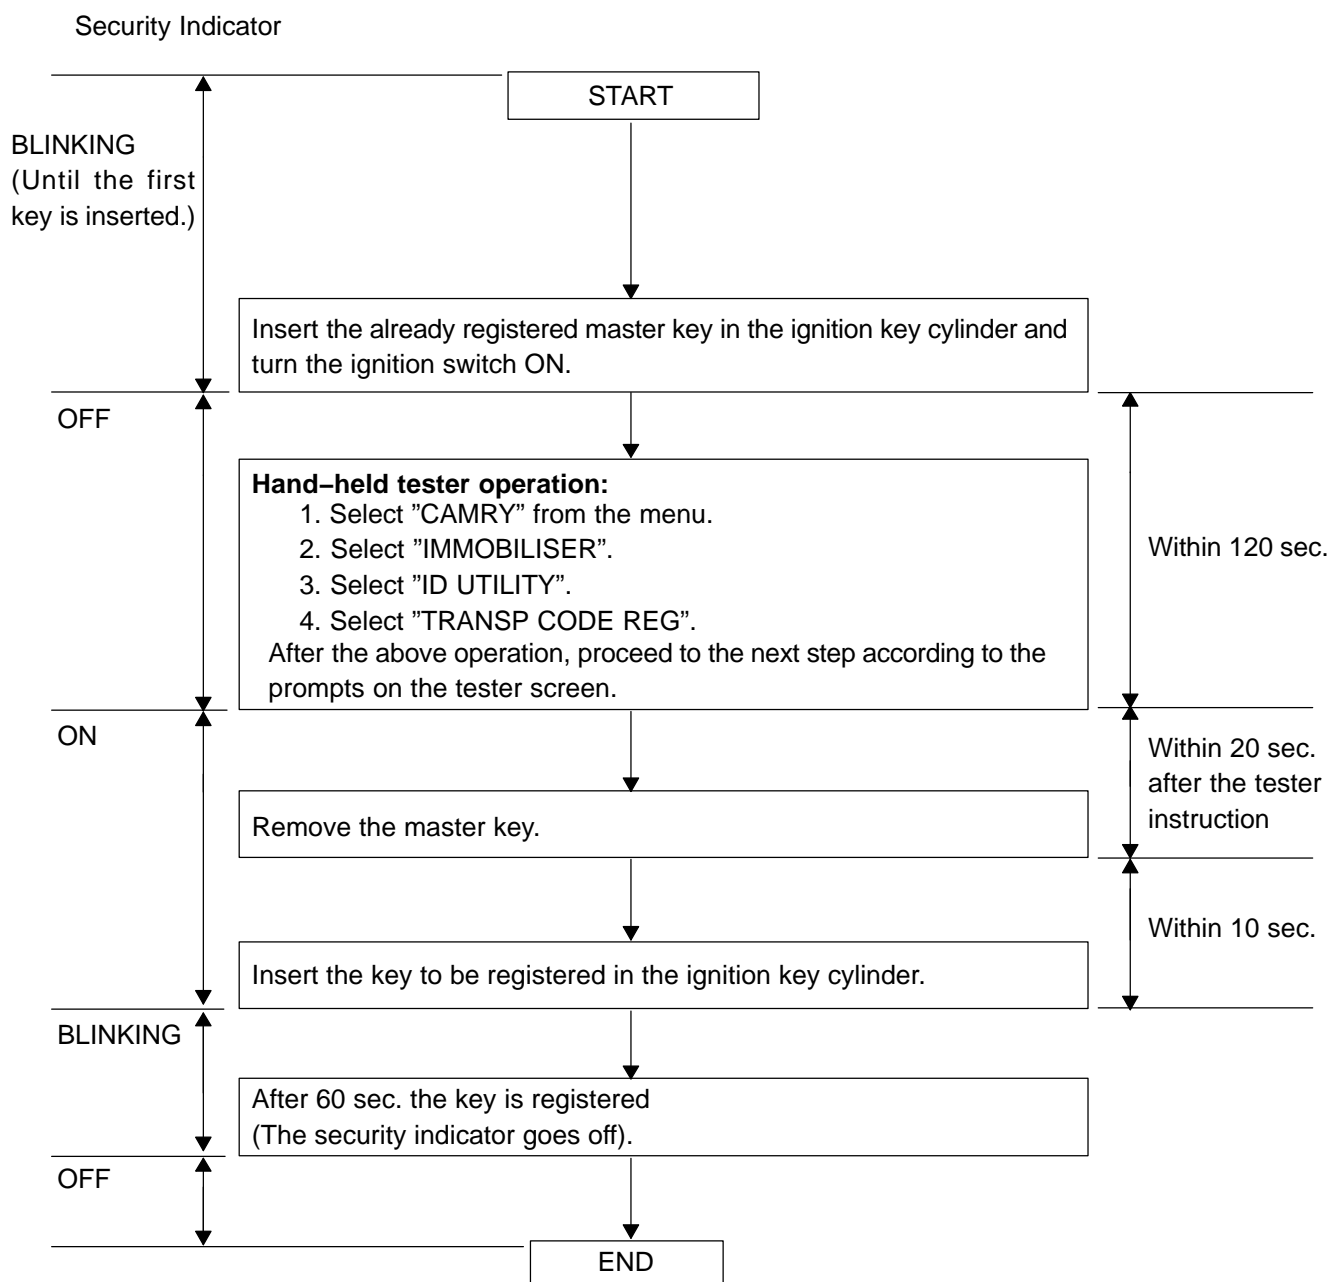 Security Indicator
START
BLINKING
(Until the first
key is inserted.)
Insert the already registered master key in the ignition key cylinder and
turn the ignition switch ON.
OFF
Hand–held tester operation:
1. Select ”CAMRY” from the menu.
2. Select ”IMMOBILISER”.
3. Select ”ID UTILITY”.
4. Select ”TRANSP CODE REG”.
After the above operation, proceed to the next step according to the
prompts on the tester screen.
Within 120 sec.
ON
Within 20 sec.
after the tester
instruction
Remove the master key.
Within 10 sec.
Insert the key to be registered in the ignition key cylinder.
BLINKING
After 60 sec. the key is registered
(The security indicator goes off).
OFF
END